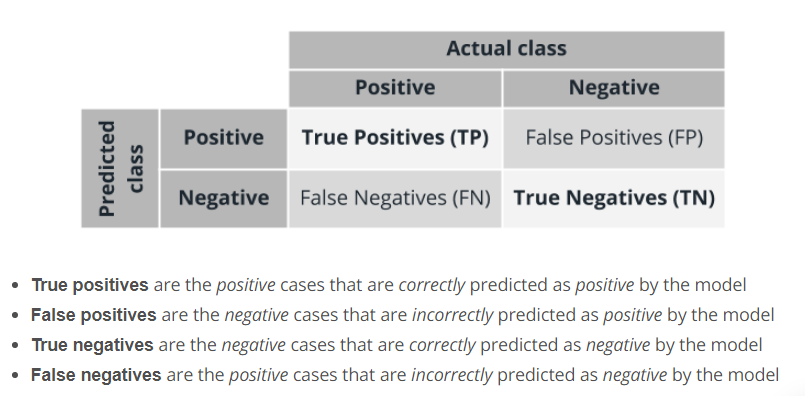 Actual class
Positive Negative
Predicted class
Positive True Positives (TP) False Positives (FP)
Negative False Negatives (FN) True Negatives (TN)
• True positives are the positive cases that are correctly predicted as positive by the model
• False positives are the negative cases that are incorrectly predicted as positive by the model
• True negatives are the negative cases that are correctly predicted as negative by the model
• False negatives are the positive cases that are incorrectly predicted as negative by the model